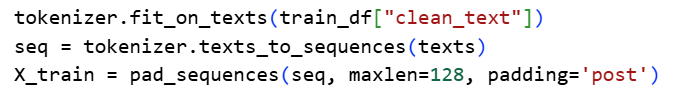 tokenizer.fit_on_texts(train_df["clean_text"])
seq = tokenizer.texts_to_sequences(texts)
X_train = pad_sequences(seq, maxlen=128, padding='post')